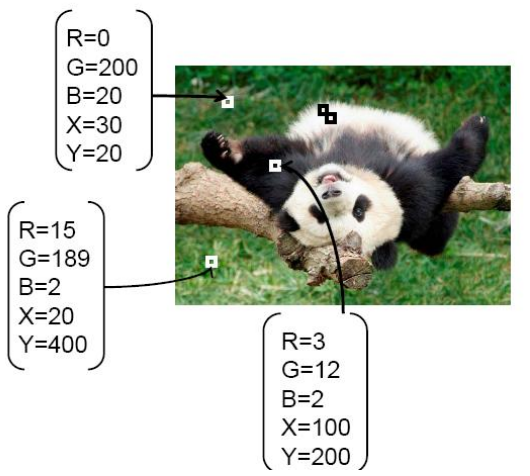 R=0
G=200
B=20
X=30
Y=20
R=15
G=189
B=2
X=20
Y=400
R=3
G=12
B=2
X=100
Y=200